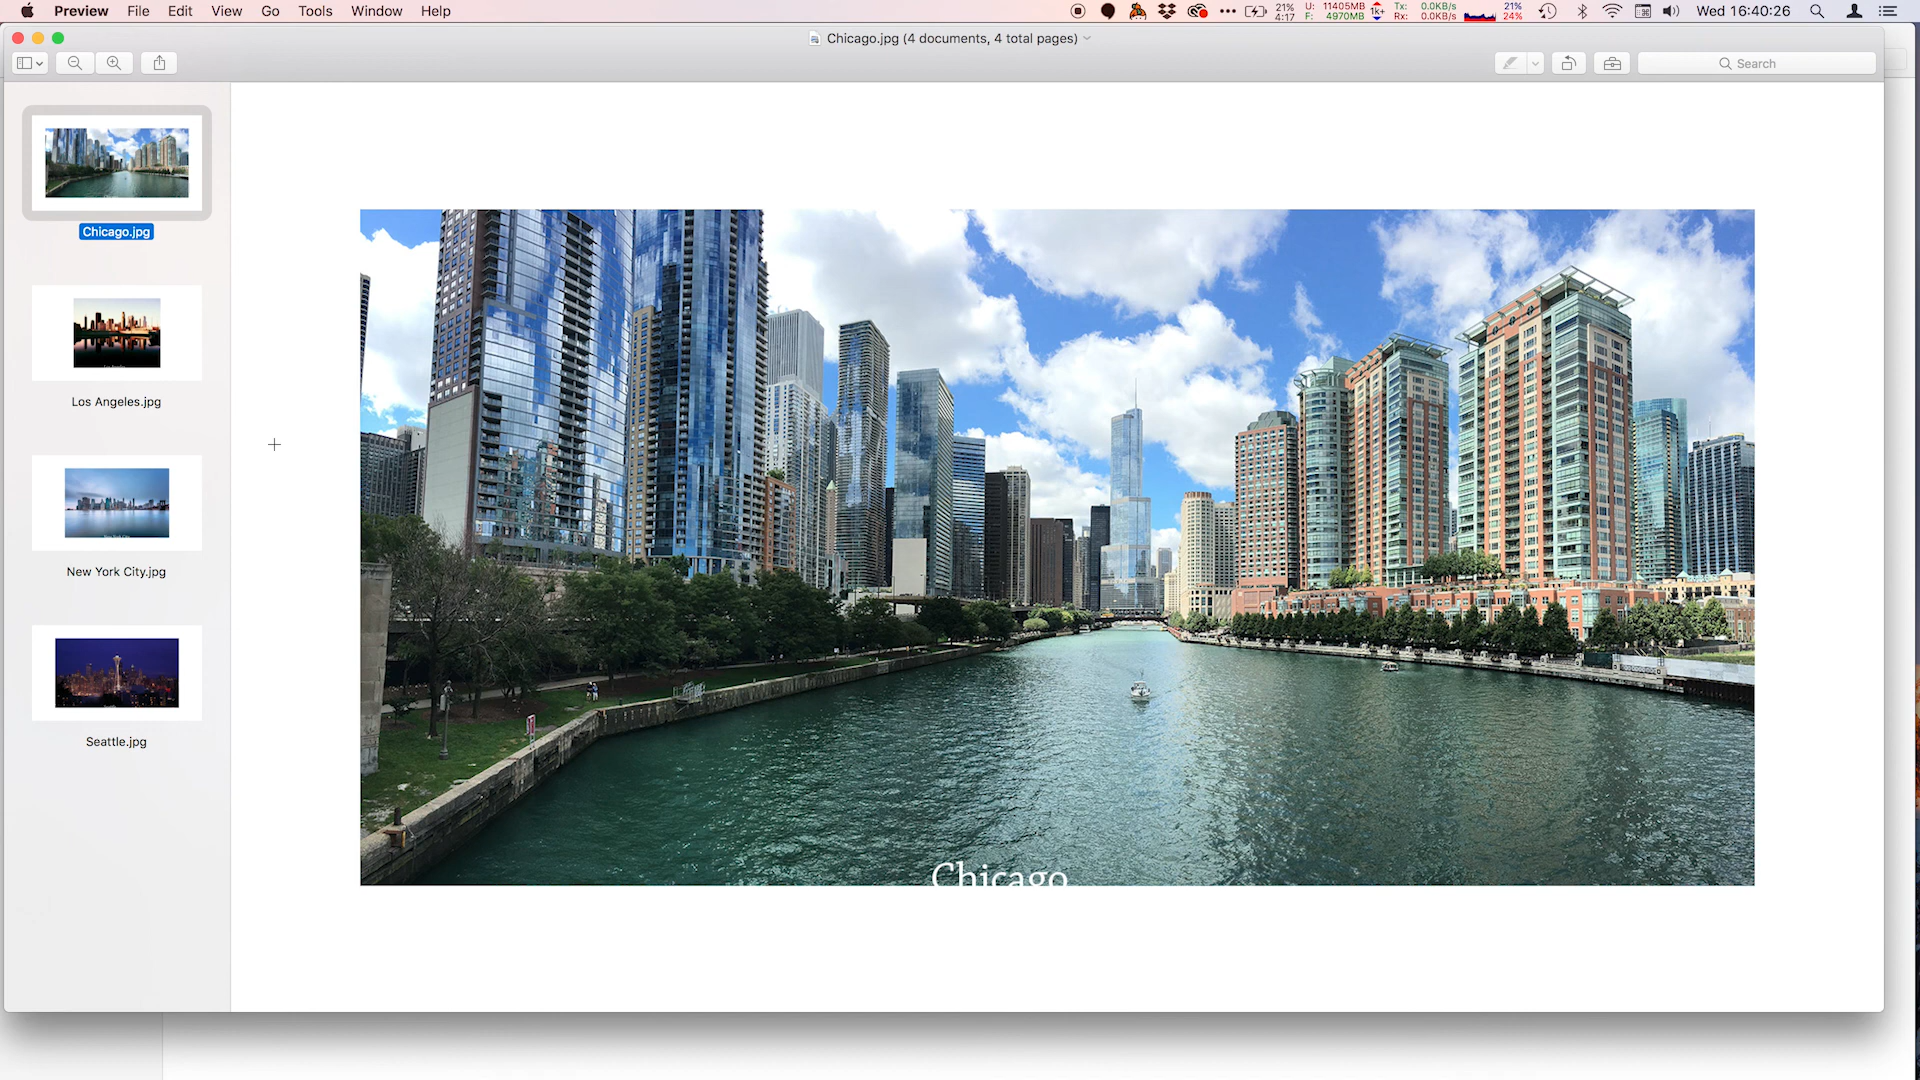 Preview File Edit View Go Tools Window Help
21% 4:17 U: 11405MB F: 4970MB 1k+ Tx: 0.0KB/s Rx: 0.0KB/s 21% 24% Wed 16:40:26
Chicago.jpg (4 documents, 4 total pages)
Search
Chicago.jpg
Los Angeles.jpg
New York City.jpg
Seattle.jpg
Chicago